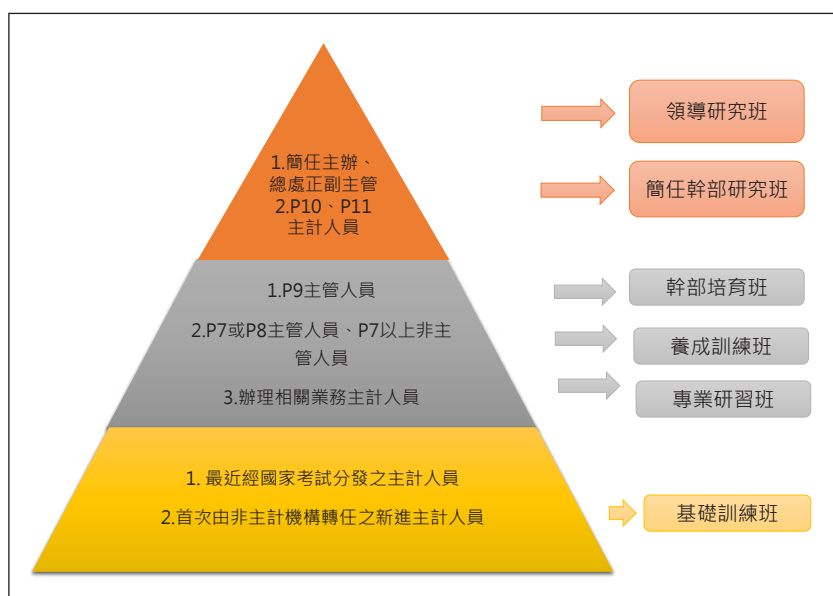 1.簡任主辦、
總處正副主管
2.P10、P11
主計人員
領導研究班
簡任幹部研究班
1.P9主管人員
2.P7或P8主管人員、P7以上非主
管人員
3.辦理相關業務主計人員
幹部培育班
養成訓練班
專業研習班
1. 最近經國家考試分發之主計人員
2.首次由非主計機構轉任之新進主計人員
基礎訓練班